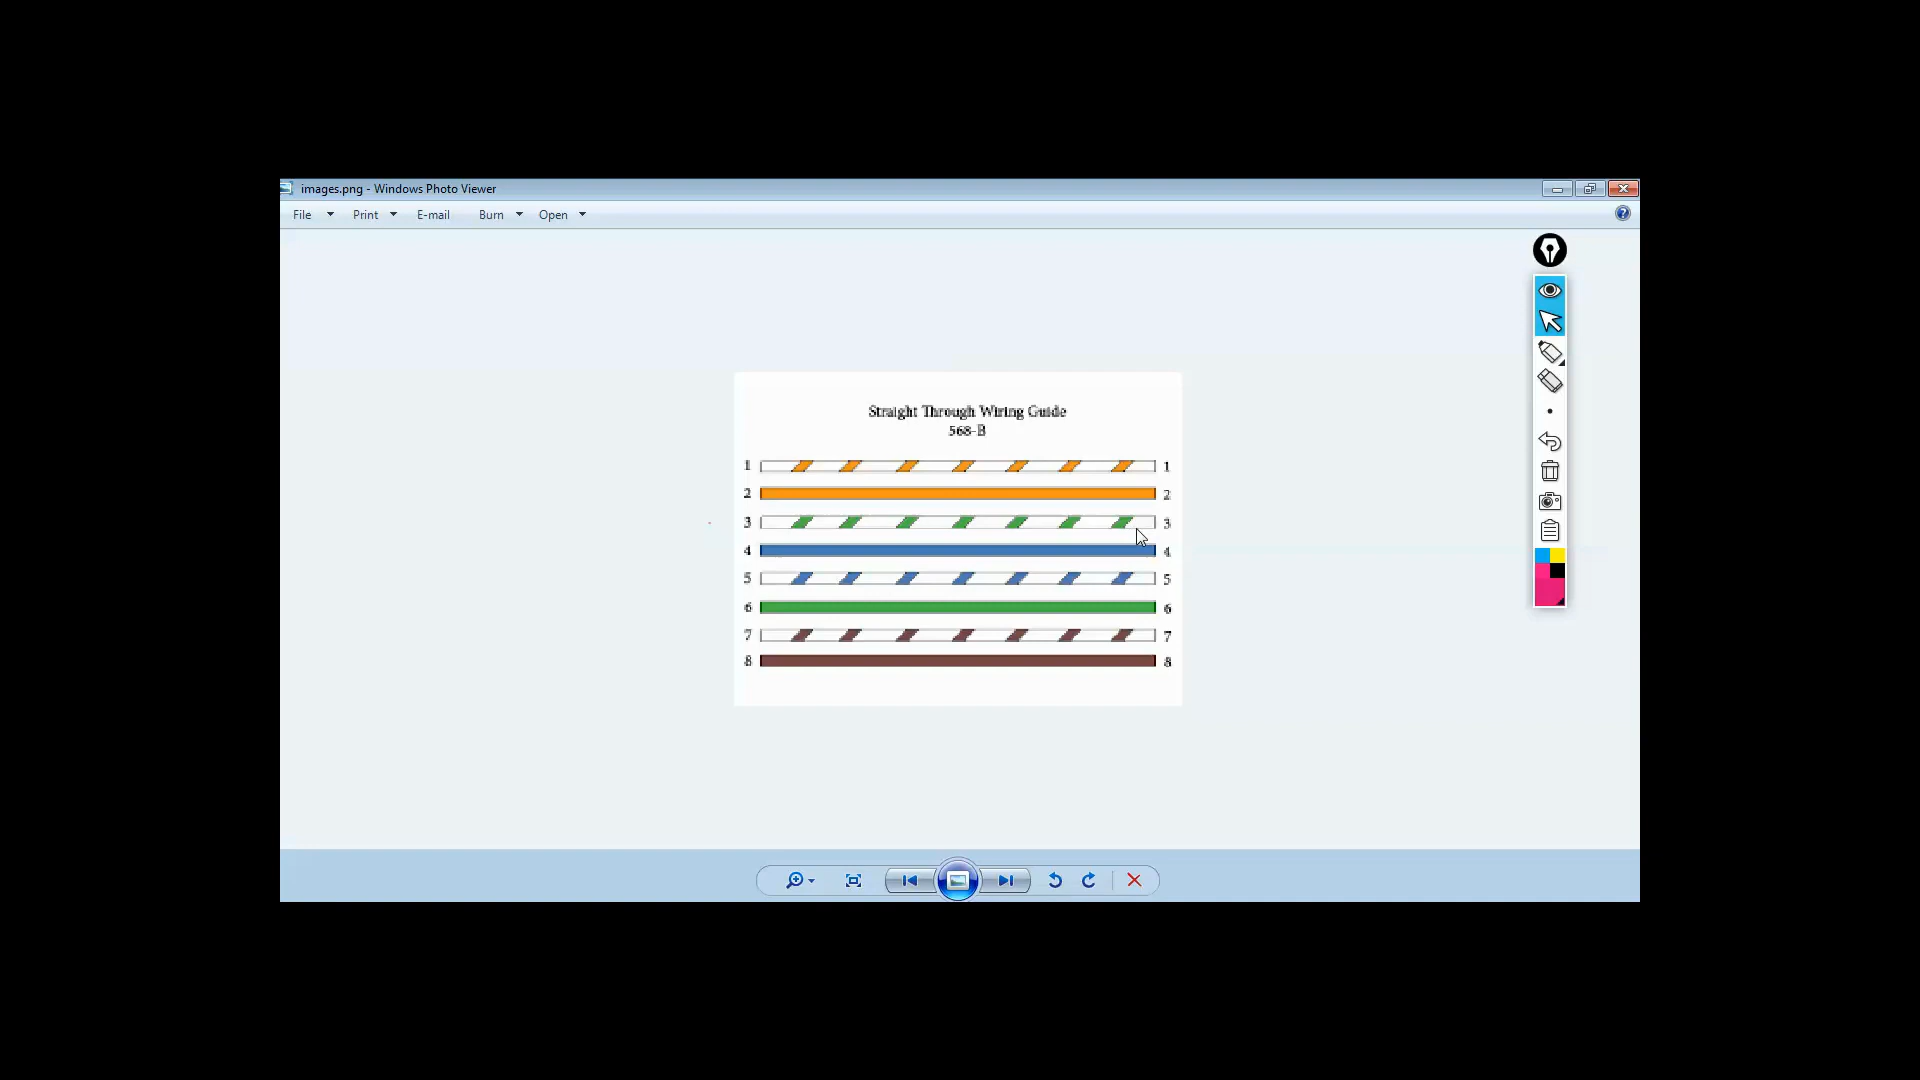 images.png - Windows Photo Viewer
File Print E-mail Burn Open
Straight Through Wiring Guide
568-B
1 1
2 2
3 3
4 4
5 5
6 6
7 7
8 8